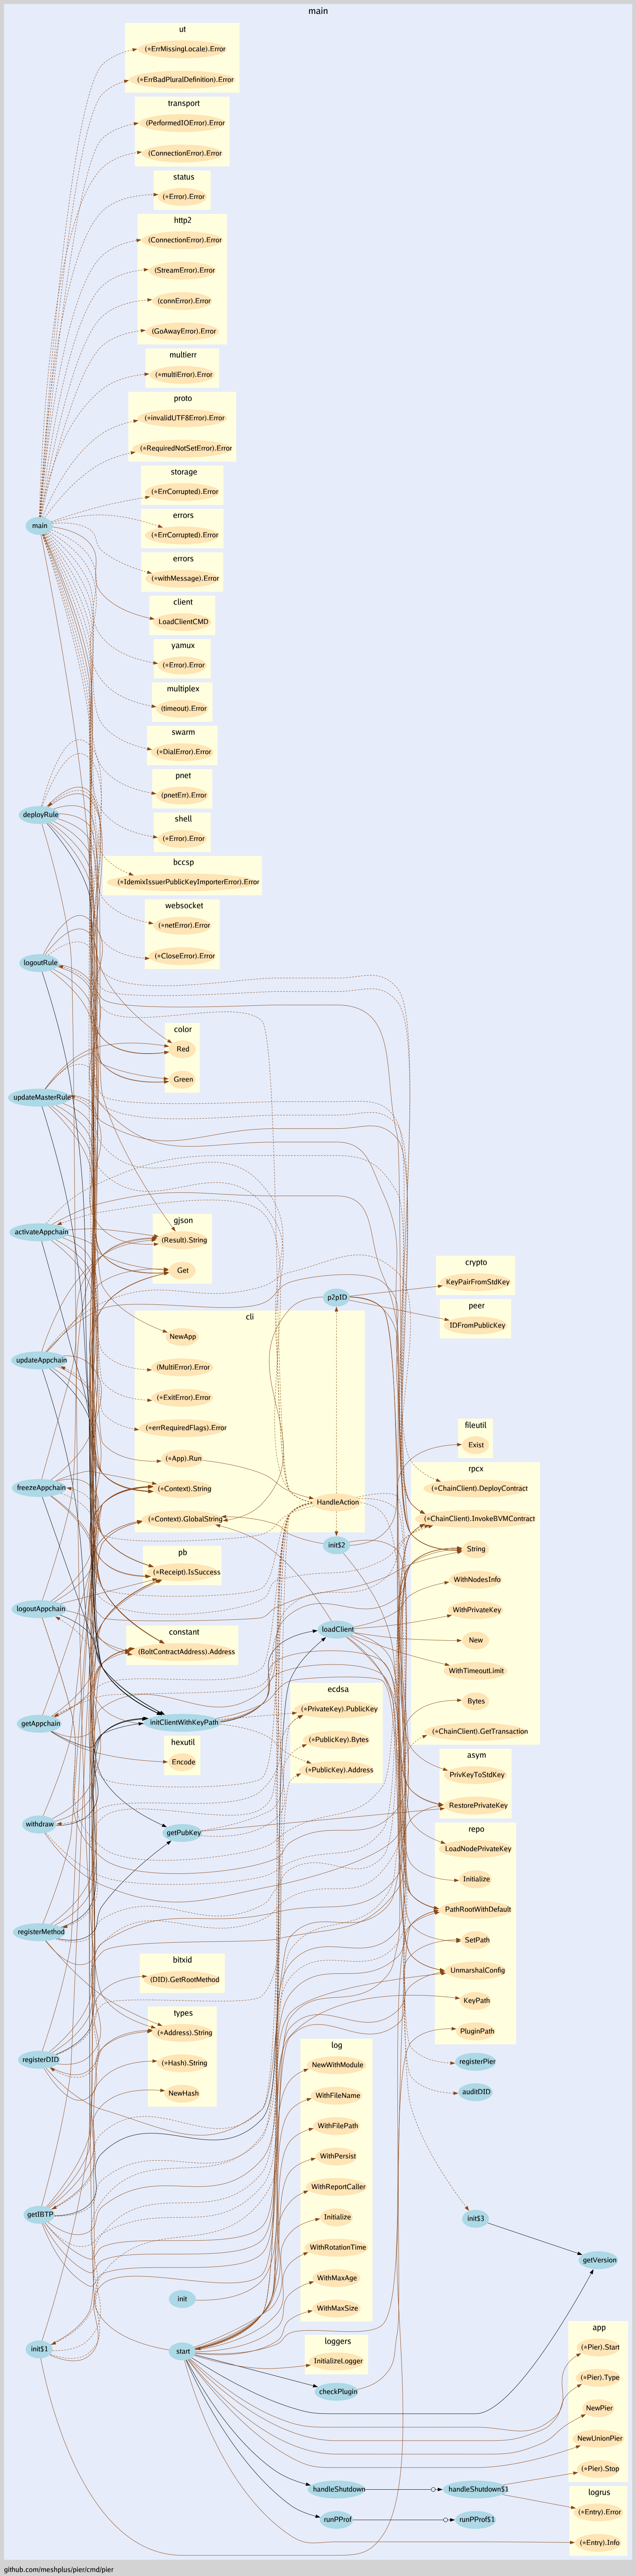 main
ut
(*ErrMissingLocale).Error
(*ErrBadPluralDefinition).Error
transport
(PerformedIOError).Error
(ConnectionError).Error
status
(*Error).Error
http2
(ConnectionError).Error
(StreamError).Error
(connError).Error
(GoAwayError).Error
multierr
(*multiError).Error
proto
(*invalidUTF8Error).Error
(*RequiredNotSetError).Error
storage
(*ErrCorrupted).Error
main
errors
(*ErrCorrupted).Error
errors
(*withMessage).Error
client
LoadClientCMD
yamux
(*Error).Error
multiplex
(timeout).Error
swarm
(*DialError).Error
pnet
(pnetErr).Error
deployRule
shell
(*Error).Error
bccsp
(*IdemixIssuerPublicKeyImporterError).Error
websocket
(*netError).Error
(*CloseError).Error
logoutRule
color
Red
Green
updateMasterRule
gjson
(Result).String
Get
activateAppchain
crypto
KeyPairFromStdKey
p2pID
peer
IDFromPublicKey
cli
NewApp
(MultiError).Error
(*ExitError).Error
(*errRequiredFlags).Error
(*App).Run
(*Context).String
HandleAction
(*Context).GlobalString
updateAppchain
fileutil
Exist
rpcx
(*ChainClient).DeployContract
(*ChainClient).InvokeBVMContract
String
WithNodesInfo
WithPrivateKey
New
WithTimeoutLimit
Bytes
(*ChainClient).GetTransaction
freezeAppchain
init$2
pb
(*Receipt).IsSuccess
logoutAppchain
loadClient
constant
(BoltContractAddress).Address
ecdsa
(*PrivateKey).PublicKey
(*PublicKey).Bytes
(*PublicKey).Address
getAppchain
initClientWithKeyPath
hexutil
Encode
asym
PrivKeyToStdKey
RestorePrivateKey
withdraw
getPubKey
repo
LoadNodePrivateKey
Initialize
PathRootWithDefault
SetPath
UnmarshalConfig
KeyPath
PluginPath
registerMethod
bitxid
(DID).GetRootMethod
types
(*Address).String
(*Hash).String
NewHash
registerDID
registerPier
auditDID
log
NewWithModule
WithFileName
WithFilePath
WithPersist
WithReportCaller
Initialize
WithRotationTime
WithMaxAge
WithMaxSize
getIBTP
init$3
getVersion
init
init$1
start
loggers
InitializeLogger
checkPlugin
app
(*Pier).Start
(*Pier).Type
NewPier
NewUnionPier
(*Pier).Stop
handleShutdown
handleShutdown$1
logrus
(*Entry).Error
(*Entry).Info
runPProf
runPProf$1
github.com/meshplus/pier/cmd/pier